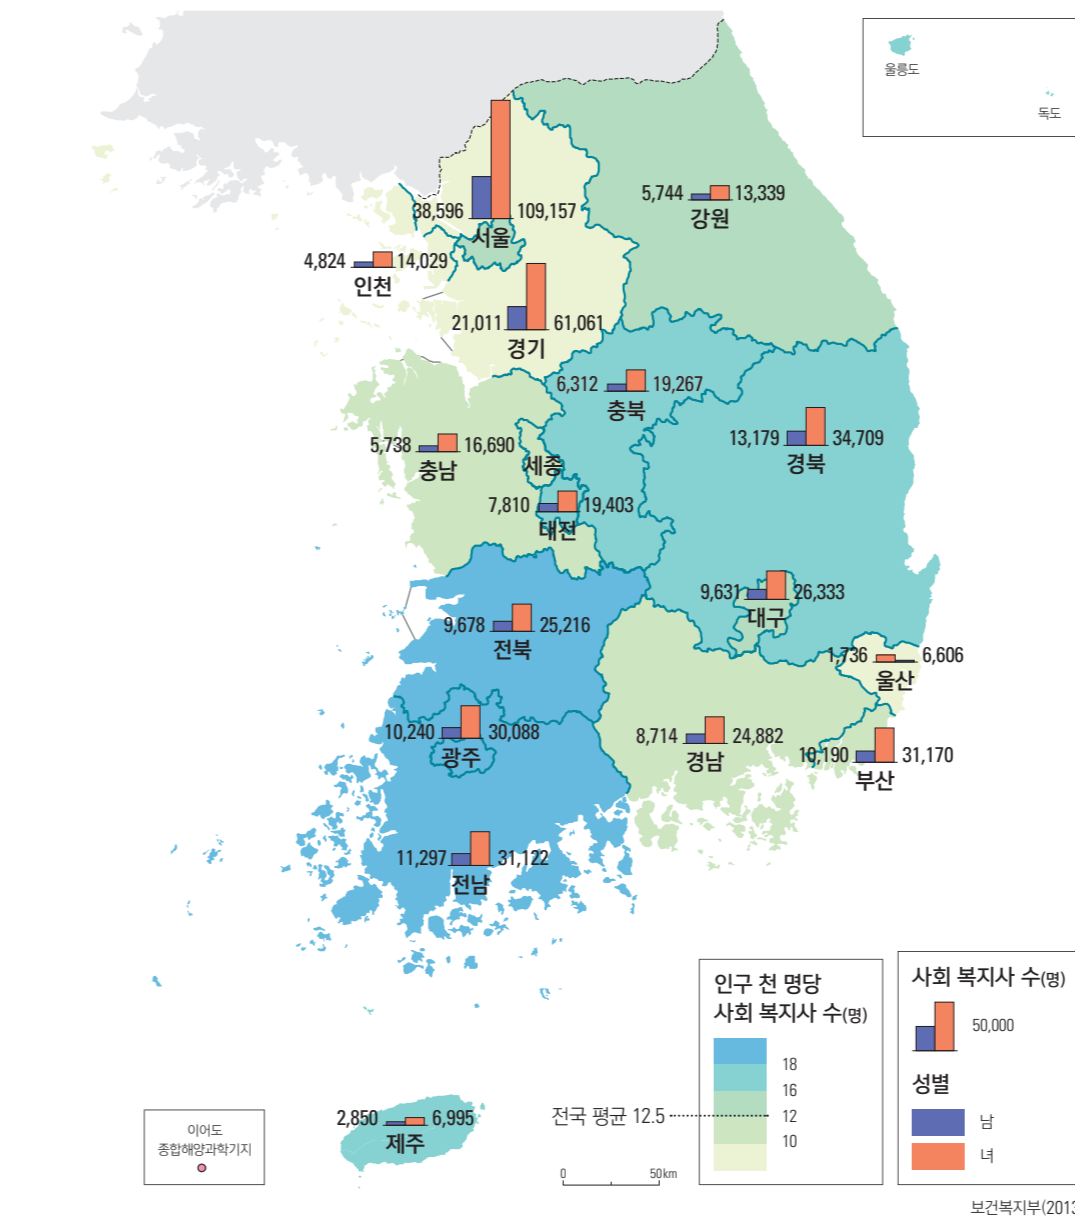 울릉도
독도
5,744 13,339
강원
38,596 109,157
서울
4,824 14,029
인천
21,011 61,061
경기
6,312 19,267
충북
13,179 34,709
경북
5,738 16,690
충남
세종
7,810 19,403
대전
9,631 26,333
대구
9,678 25,216
전북
1,736 6,606
울산
10,240 30,088
광주
8,714 24,882
경남
10,190 31,170
부산
11,297 31,122
전남
2,850 6,995
제주
이어도
종합해양과학기지
전국 평균 12.5
0 50km
인구 천 명당
사회 복지사 수(명)
18
16
12
10
사회 복지사 수(명)
50,000
성별
남
녀
보건복지부(2013